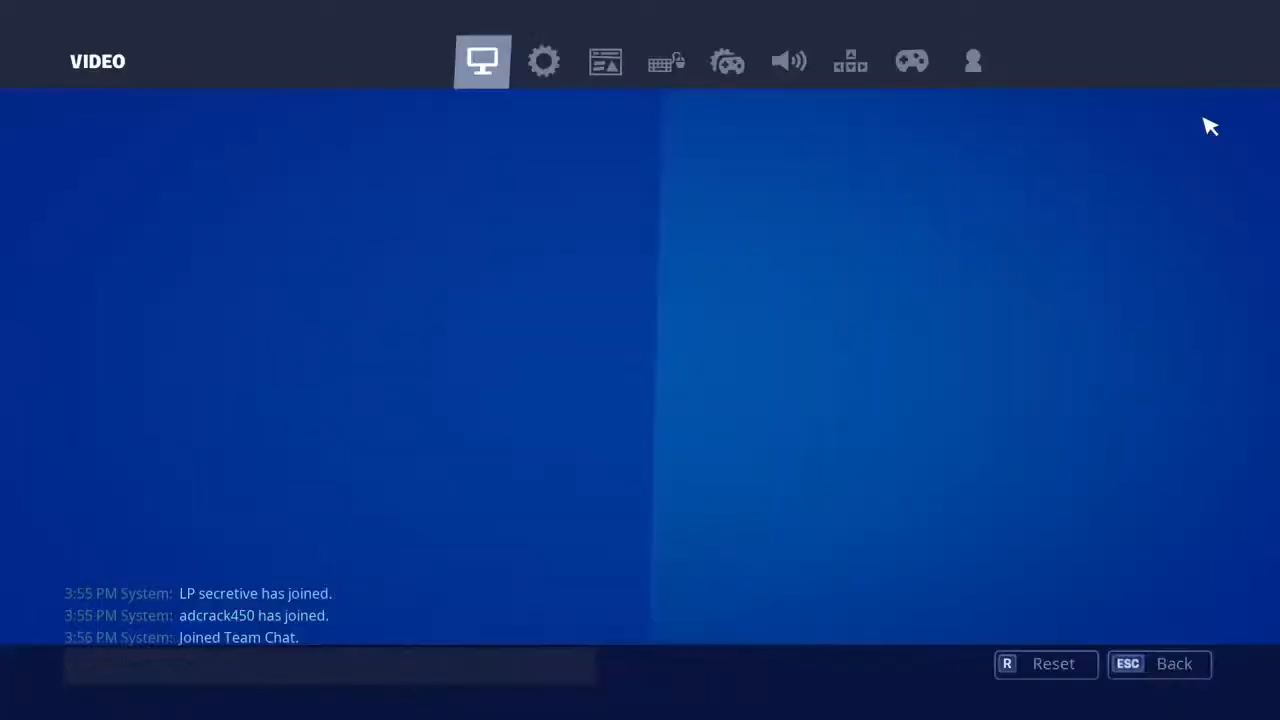 VIDEO
3:55 PM System: LP secretive has joined.
3:55 PM System: adcrack450 has joined.
3:56 PM System: Joined Team Chat.
R Reset ESC Back